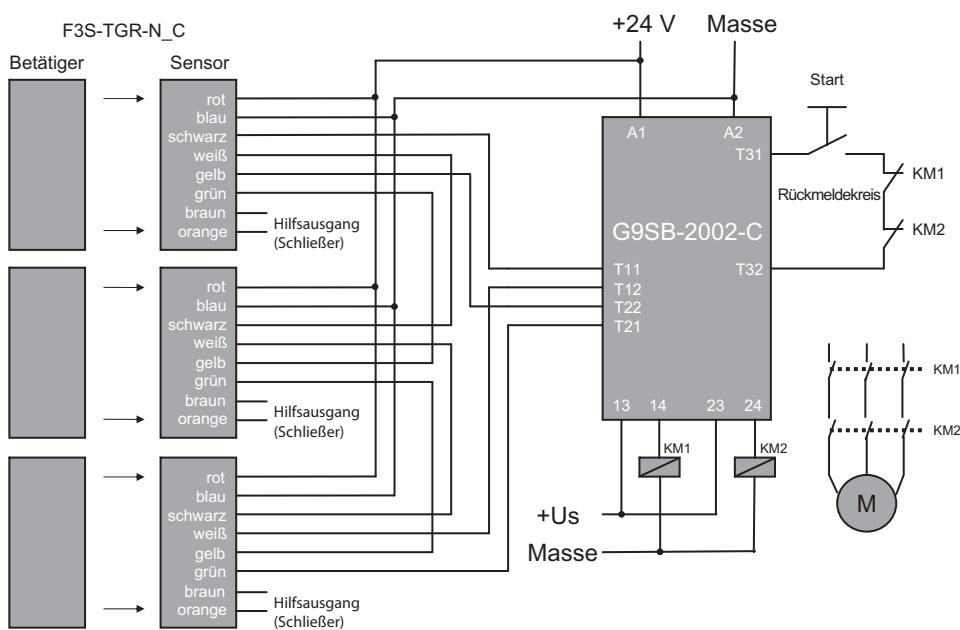 F3S-TGR-N_C
Betätiger
Sensor
rot
blau
schwarz
weiß
gelb
grün
braun
orange
Hilfsausgang
(Schließer)
rot
blau
schwarz
weiß
gelb
grün
braun
orange
Hilfsausgang
(Schließer)
rot
blau
schwarz
weiß
gelb
grün
braun
orange
Hilfsausgang
(Schließer)
+24 V
Masse
A1
A2
T31
G9SB-2002-C
T11
T12
T22
T21
T32
13
14
23
24
Start
KM1
Rückmeldekreis
KM2
KM1
KM2
+Us
Masse
KM1
KM2
M